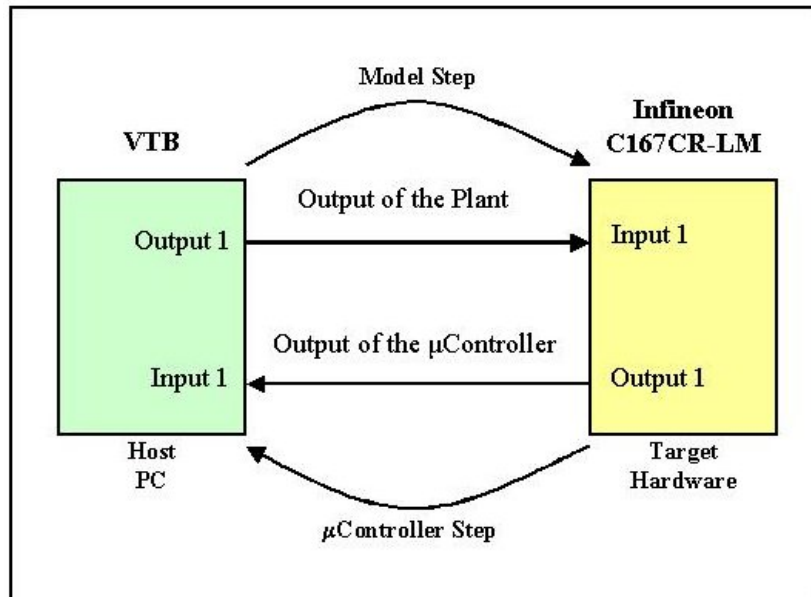 Model Step
VTB
Infineon
C167CR-LM
Output of the Plant
Output 1
Input 1
Output of the µController
Input 1
Output 1
Host
PC
Target
Hardware
µController Step